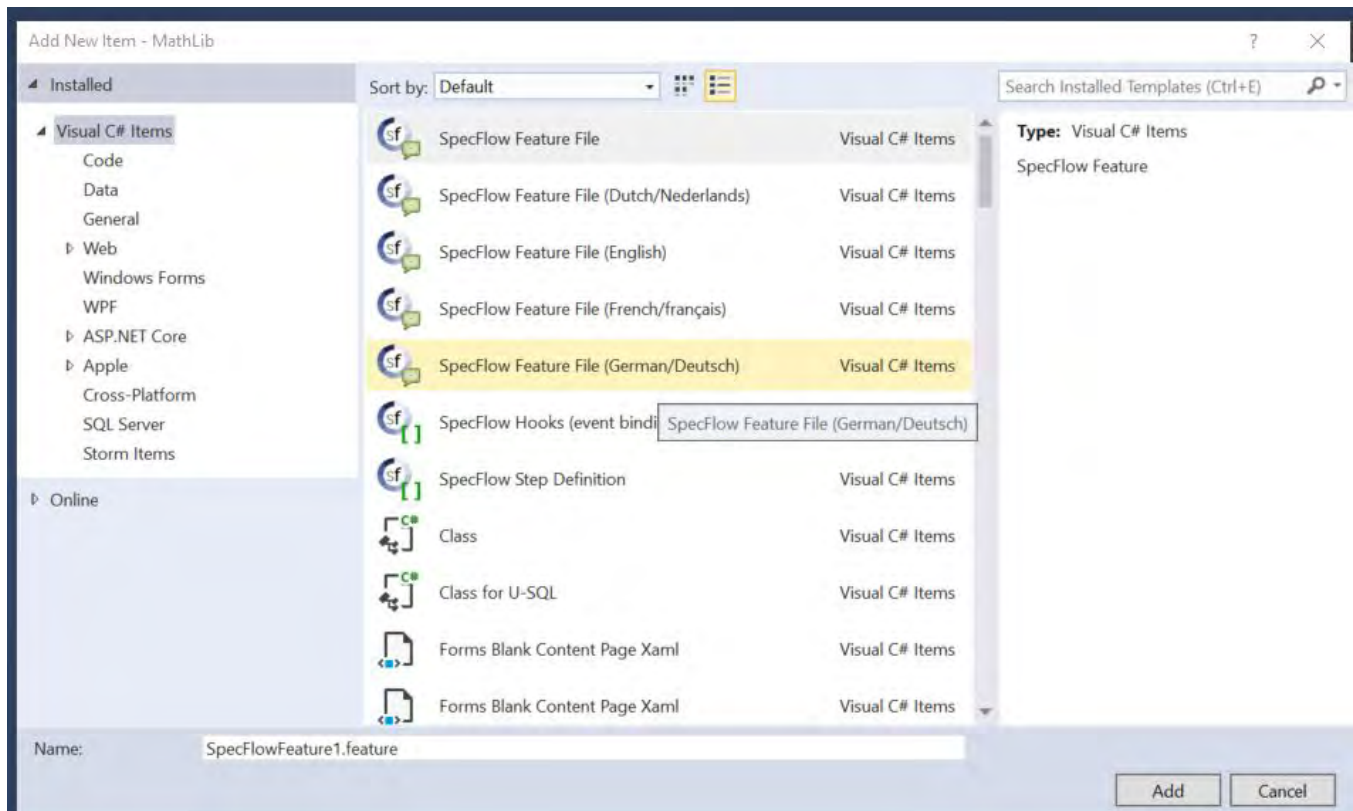 Add New Item - MathLib
?
Installed
Sort by: Default
Search Installed Templates (Ctrl+E)
Visual C# Items
Code
Data
General
Web
Windows Forms
WPF
ASP.NET Core
Apple
Cross-Platform
SQL Server
Storm Items
Online
SpecFlow Feature File Visual C# Items
SpecFlow Feature File (Dutch/Nederlands) Visual C# Items
SpecFlow Feature File (English) Visual C# Items
SpecFlow Feature File (French/français) Visual C# Items
SpecFlow Feature File (German/Deutsch) Visual C# Items
SpecFlow Hooks (event bindi
SpecFlow Feature File (German/Deutsch)
SpecFlow Step Definition Visual C# Items
Class Visual C# Items
Class for U-SQL Visual C# Items
Forms Blank Content Page Xaml Visual C# Items
Forms Blank Content Page Xaml Visual C# Items
Type: Visual C# Items
SpecFlow Feature
Name: SpecFlowFeature1.feature
Add Cancel